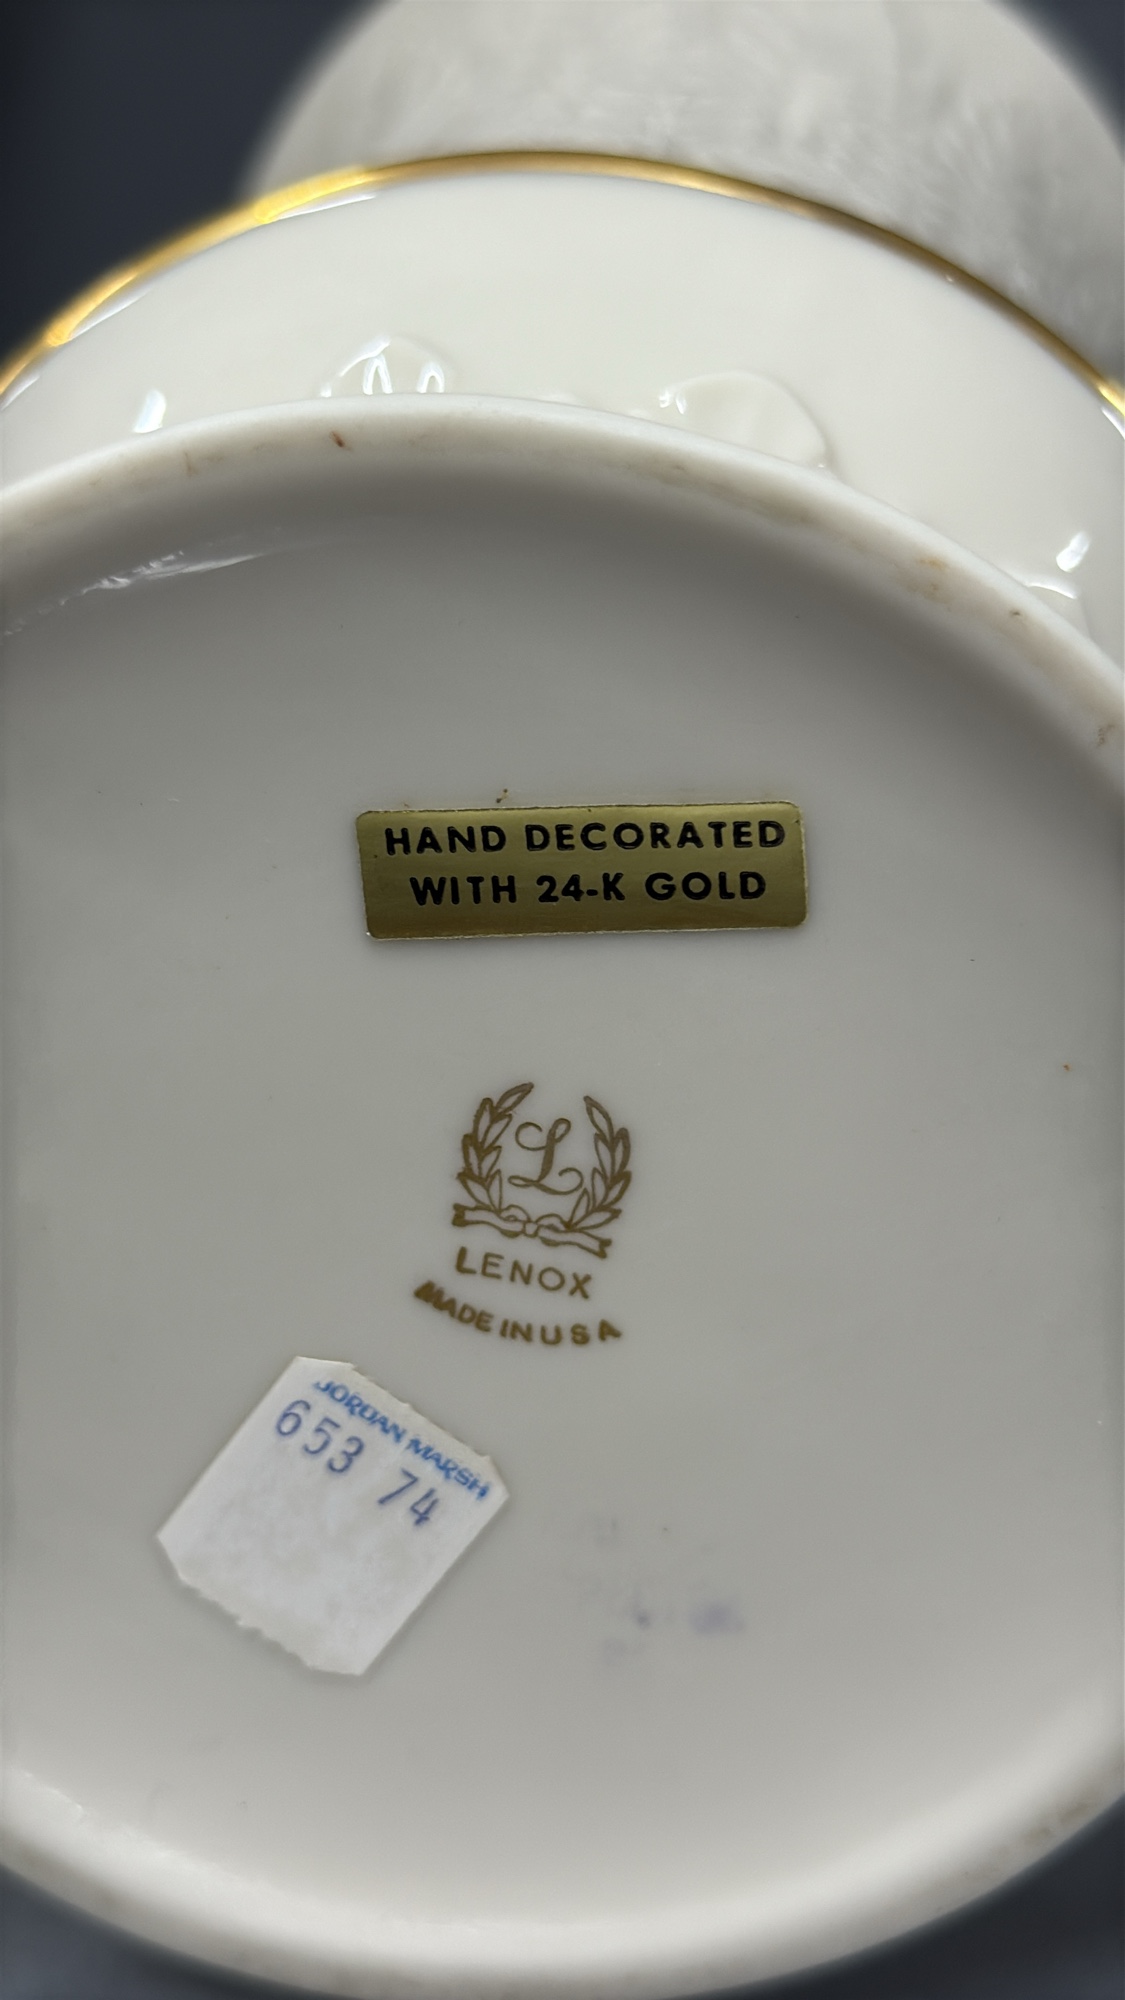 HAND DECORATED
WITH 24-K GOLD
L
LENOX
MADE IN USA
JORDAN MARSH
653 74